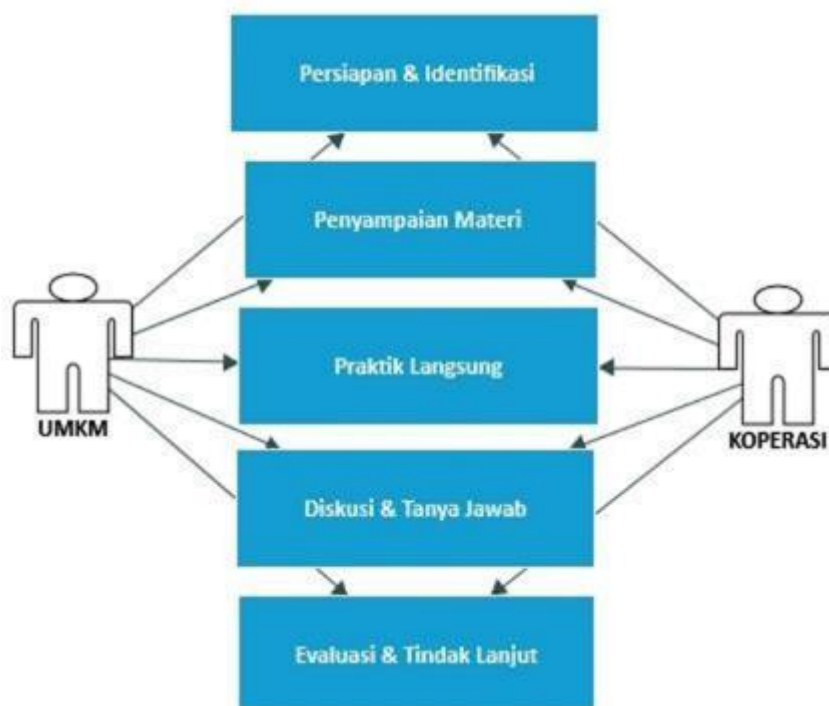 Persiapan & Identifikasi
Penyampaian Materi
Praktik Langsung
UMKM
KOPERASI
Diskusi & Tanya Jawab
Evaluasi & Tindak Lanjut